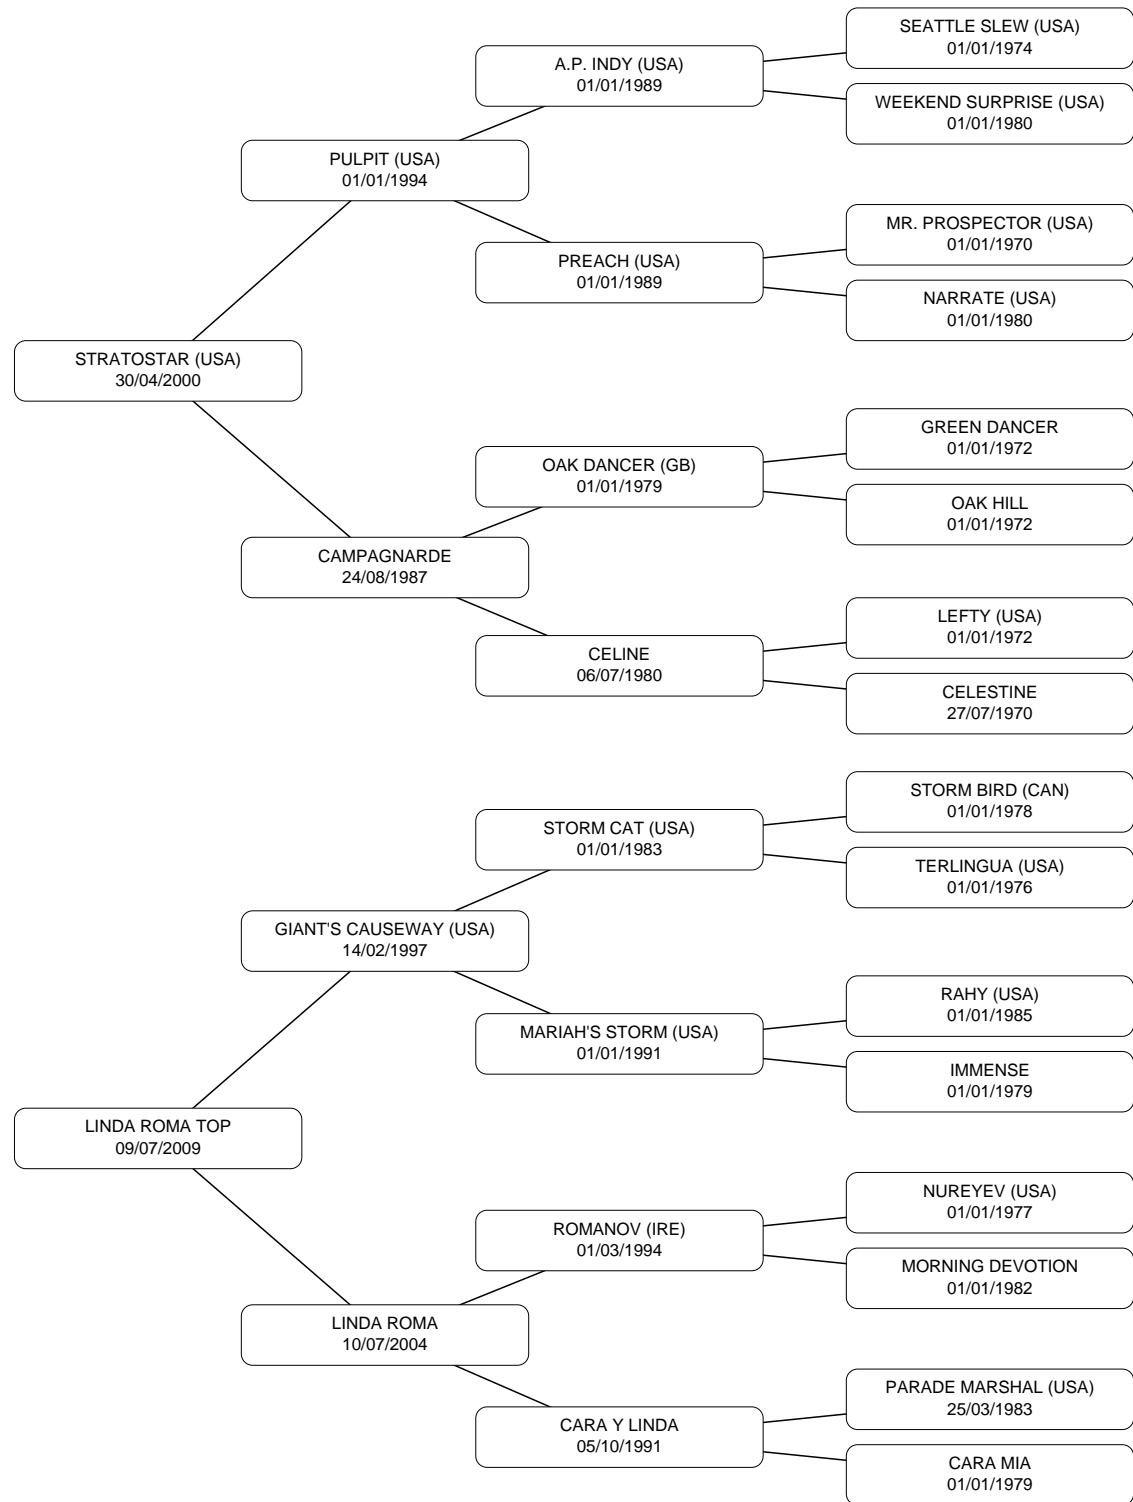 SEATTLE SLEW (USA)
01/01/1974
A.P. INDY (USA)
01/01/1989
WEEKEND SURPRISE (USA)
01/01/1980
PULPIT (USA)
01/01/1994
MR. PROSPECTOR (USA)
01/01/1970
PREACH (USA)
01/01/1989
NARRATE (USA)
01/01/1980
STRATOSTAR (USA)
30/04/2000
GREEN DANCER
01/01/1972
OAK DANCER (GB)
01/01/1979
OAK HILL
01/01/1972
CAMPAGNARDE
24/08/1987
LEFTY (USA)
01/01/1972
CELINE
06/07/1980
CELESTINE
27/07/1970
STORM BIRD (CAN)
01/01/1978
STORM CAT (USA)
01/01/1983
TERLINGUA (USA)
01/01/1976
GIANT'S CAUSEWAY (USA)
14/02/1997
RAHY (USA)
01/01/1985
MARIAH'S STORM (USA)
01/01/1991
IMMENSE
01/01/1979
LINDA ROMA TOP
09/07/2009
NUREYEV (USA)
01/01/1977
ROMANOV (IRE)
01/03/1994
MORNING DEVOTION
01/01/1982
LINDA ROMA
10/07/2004
PARADE MARSHAL (USA)
25/03/1983
CARA Y LINDA
05/10/1991
CARA MIA
01/01/1979